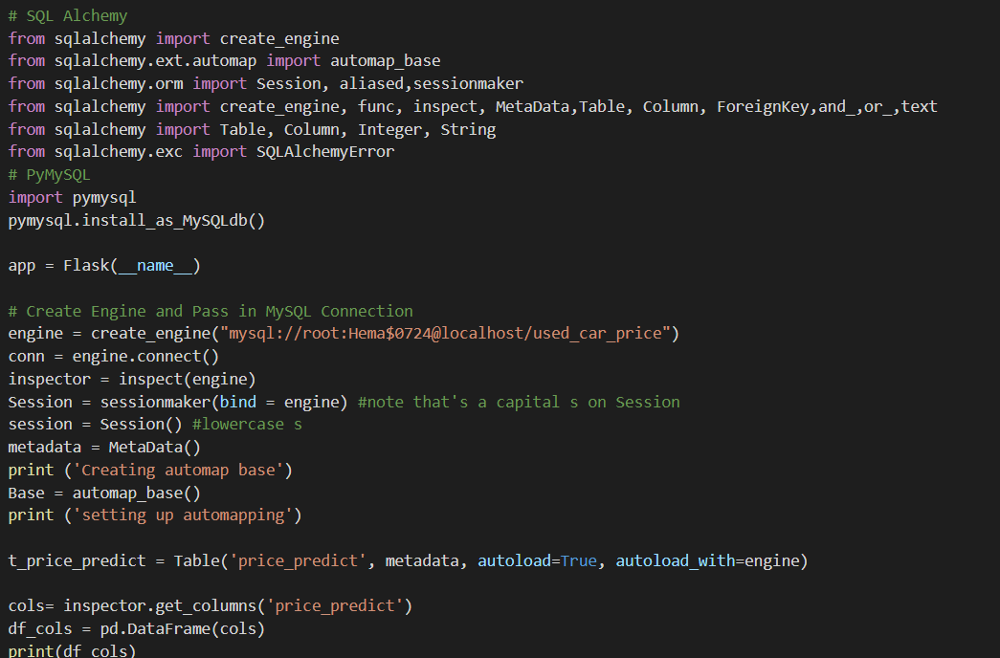 # SQL Alchemy
from sqlalchemy import create_engine
from sqlalchemy.ext.automap import automap_base
from sqlalchemy.orm import Session, aliased,sessionmaker
from sqlalchemy import create_engine, func, inspect, MetaData,Table, Column, ForeignKey,and_,or_,text
from sqlalchemy import Table, Column, Integer, String
from sqlalchemy.exc import SQLAlchemyError
# PyMySQL
import pymysql
pymysql.install_as_MySQLdb()
app = Flask(__name__)
# Create Engine and Pass in MySQL Connection
engine = create_engine("mysql://root:Hema$0724@localhost/used_car_price")
conn = engine.connect()
inspector = inspect(engine)
Session = sessionmaker(bind = engine) #note that's a capital s on Session
session = Session() #lowercase s
metadata = MetaData()
print ('Creating automap base')
Base = automap_base()
print ('setting up automapping')
t_price_predict = Table('price_predict', metadata, autoload=True, autoload_with=engine)
cols= inspector.get_columns('price_predict')
df_cols = pd.DataFrame(cols)
print(df_cols)